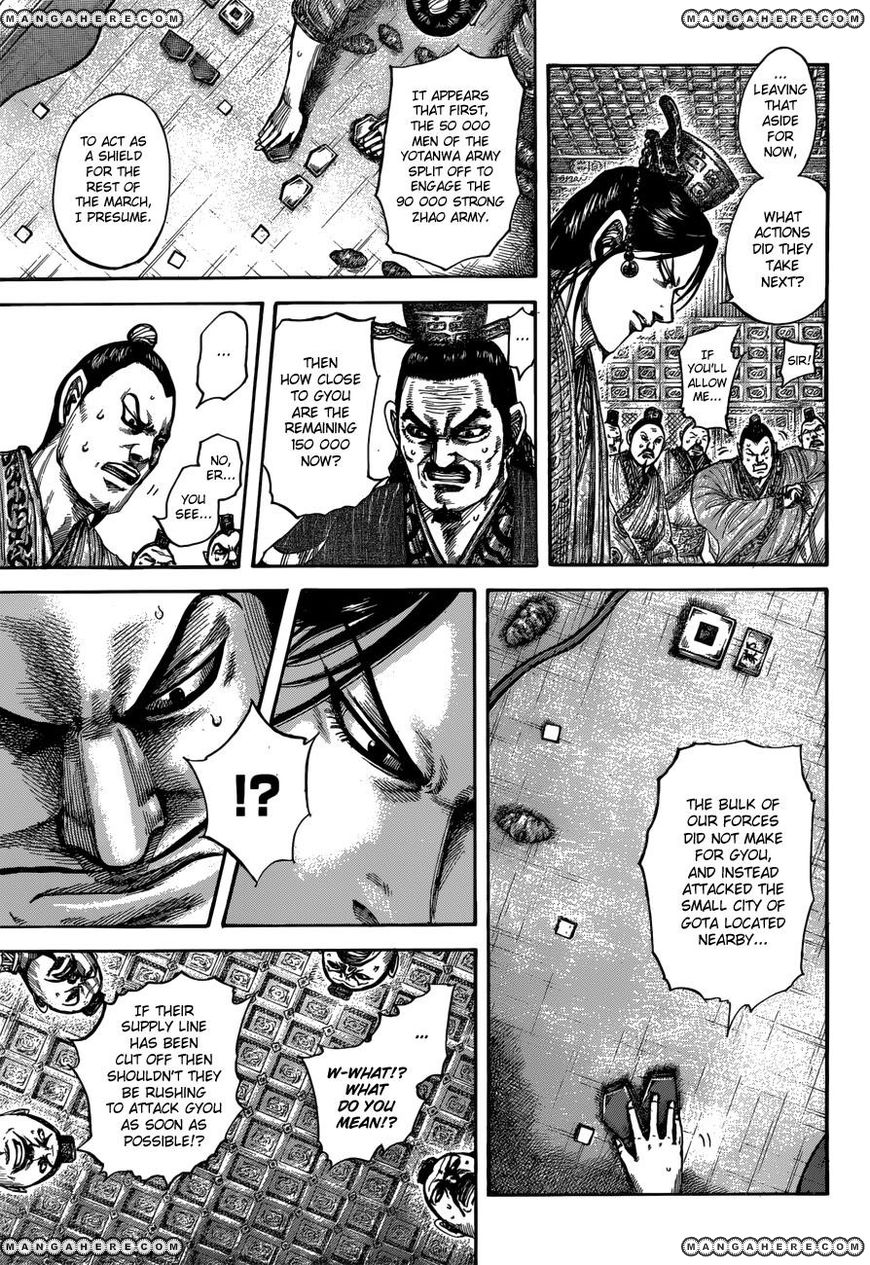 MANGAHERE.COM
MANGAHERE.COM
...
LEAVING
THAT
ASIDE
FOR
NOW,
WHAT
ACTIONS
DID THEY
TAKE
NEXT?
SIR!
IF
YOU'LL
ALLOW
ME...
IT APPEARS
THAT FIRST,
THE 50 000
MEN OF THE
YOTANWA ARMY
SPLIT OFF TO
ENGAGE THE
90 000 STRONG
ZHAO ARMY.
TO ACT AS
A SHIELD
FOR THE
REST OF
THE MARCH,
I PRESUME.
...
THEN
HOW CLOSE
TO GYOU
ARE THE
REMAINING
150 000
NOW?
...
NO,
ER...
YOU
SEE...
THE BULK OF
OUR FORCES
DID NOT MAKE
FOR GYOU,
AND INSTEAD
ATTACKED THE
SMALL CITY OF
GOTA LOCATED
NEARBY...
!?
...
W-WHAT!?
WHAT
DO YOU
MEAN!?
IF THEIR
SUPPLY LINE
HAS BEEN
CUT OFF THEN
SHOULDN'T THEY
BE RUSHING
TO ATTACK GYOU
AS SOON AS
POSSIBLE!?
MANGAHERE.COM
MANGAHERE.COM